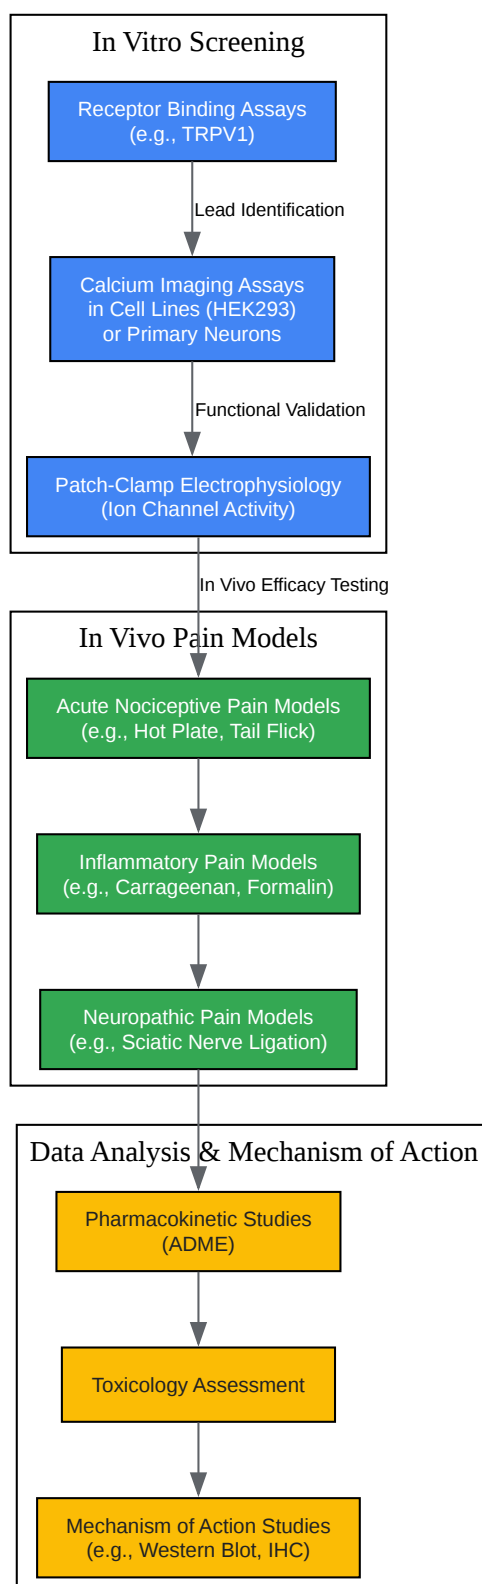 In Vitro Screening
Receptor Binding Assays
(e.g., TRPV1)
Lead Identification
Calcium Imaging Assays
in Cell Lines (HEK293)
or Primary Neurons
Functional Validation
Patch-Clamp Electrophysiology
(Ion Channel Activity)
In Vivo Efficacy Testing
In Vivo Pain Models
Acute Nociceptive Pain Models
(e.g., Hot Plate, Tail Flick)
Inflammatory Pain Models
(e.g., Carrageenan, Formalin)
Neuropathic Pain Models
(e.g., Sciatic Nerve Ligation)
Data Analysis & Mechanism of Action
Pharmacokinetic Studies
(ADME)
Toxicology Assessment
Mechanism of Action Studies
(e.g., Western Blot, IHC)